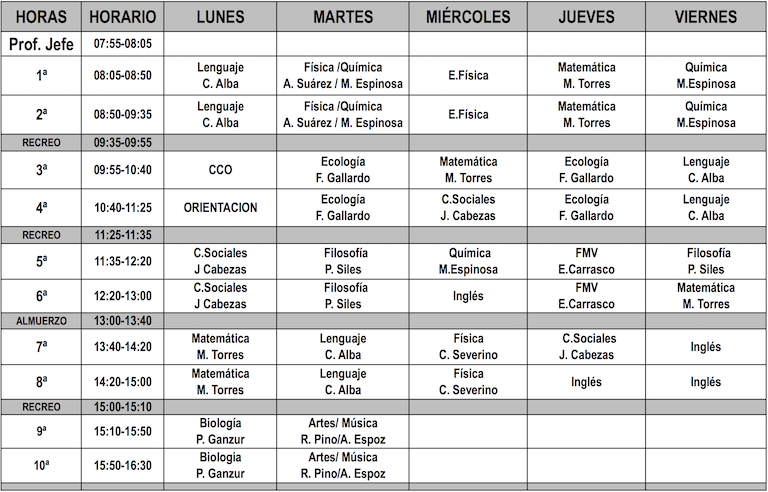 HORAS HORARIO LUNES MARTES MIÉRCOLES JUEVES VIERNES
Prof. Jefe 07:55-08:05
1ª 08:05-08:50 Lenguaje C. Alba Física /Química A. Suárez / M. Espinosa E.Física Matemática M. Torres Química M.Espinosa
2ª 08:50-09:35 Lenguaje C. Alba Física /Química A. Suárez / M. Espinosa E.Física Matemática M. Torres Química M.Espinosa
RECREO 09:35-09:55
3ª 09:55-10:40 CCO Ecología F. Gallardo Matemática M. Torres Ecología F. Gallardo Lenguaje C. Alba
4ª 10:40-11:25 ORIENTACION Ecología F. Gallardo C.Sociales J. Cabezas Ecología F. Gallardo Lenguaje C. Alba
RECREO 11:25-11:35
5ª 11:35-12:20 C.Sociales J Cabezas Filosofía P. Siles Química M.Espinosa FMV E.Carrasco Filosofía P. Siles
6ª 12:20-13:00 C.Sociales J Cabezas Filosofía P. Siles Inglés FMV E.Carrasco Matemática M. Torres
ALMUERZO 13:00-13:40
7ª 13:40-14:20 Matemática M. Torres Lenguaje C. Alba Física C. Severino C.Sociales J. Cabezas Inglés
8ª 14:20-15:00 Matemática M. Torres Lenguaje C. Alba Física C. Severino Inglés Inglés
RECREO 15:00-15:10
9ª 15:10-15:50 Biología P. Ganzur Artes/ Música R. Pino/A. Espoz
10ª 15:50-16:30 Biología P. Ganzur Artes/ Música R. Pino/A. Espoz